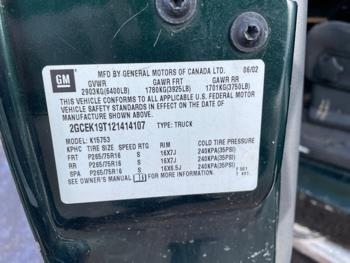 GM
MFD BY GENERAL MOTORS OF CANADA LTD. 06/02
GVWR GAWR FRT GAWR RR
2903KG(6400LB) 1780KG(3925LB) 1701KG(3750LB)
THIS VEHICLE CONFORMS TO ALL APPLICABLE U.S. FEDERAL MOTOR
VEHICLE SAFETY STANDARDS IN EFFECT ON THE DATE OF
MANUFACTURE SHOWN ABOVE.
2GCEK19T121414107 TYPE: TRUCK
MODEL: K15753
KPHC TIRE SIZE SPEED RTG RIM COLD TIRE PRESSURE
FRT P265/75R16 S 16X7J 240KPA(35PSI)
RR P265/75R16 S 16X7J 240KPA(35PSI)
SPA P265/75R16 S 16X6.5J 240KPA(35PSI)
SEE OWNER'S MANUAL FOR MORE INFORMATION